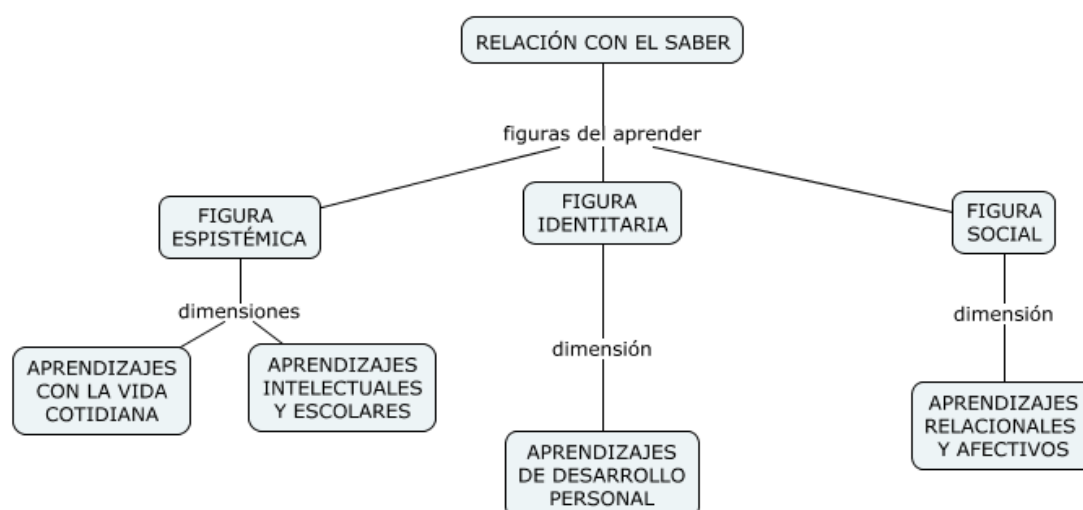 RELACIÓN CON EL SABER
figuras del aprender
FIGURA
ESPISTÉMICA
FIGURA
IDENTITARIA
FIGURA
SOCIAL
dimensiones
dimensión
dimensión
APRENDIZAJES
CON LA VIDA
COTIDIANA
APRENDIZAJES
INTELECTUALES
Y ESCOLARES
APRENDIZAJES
DE DESARROLLO
PERSONAL
APRENDIZAJES
RELACIONALES
Y AFECTIVOS